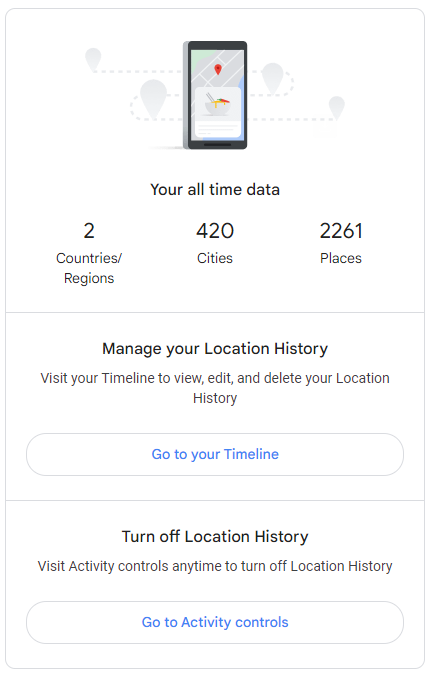 Your all time data
2
420
2261
Countries/
Regions
Cities
Places
Manage your Location History
Visit your Timeline to view, edit, and delete your Location
History
Go to your Timeline
Turn off Location History
Visit Activity controls anytime to turn off Location History
Go to Activity controls